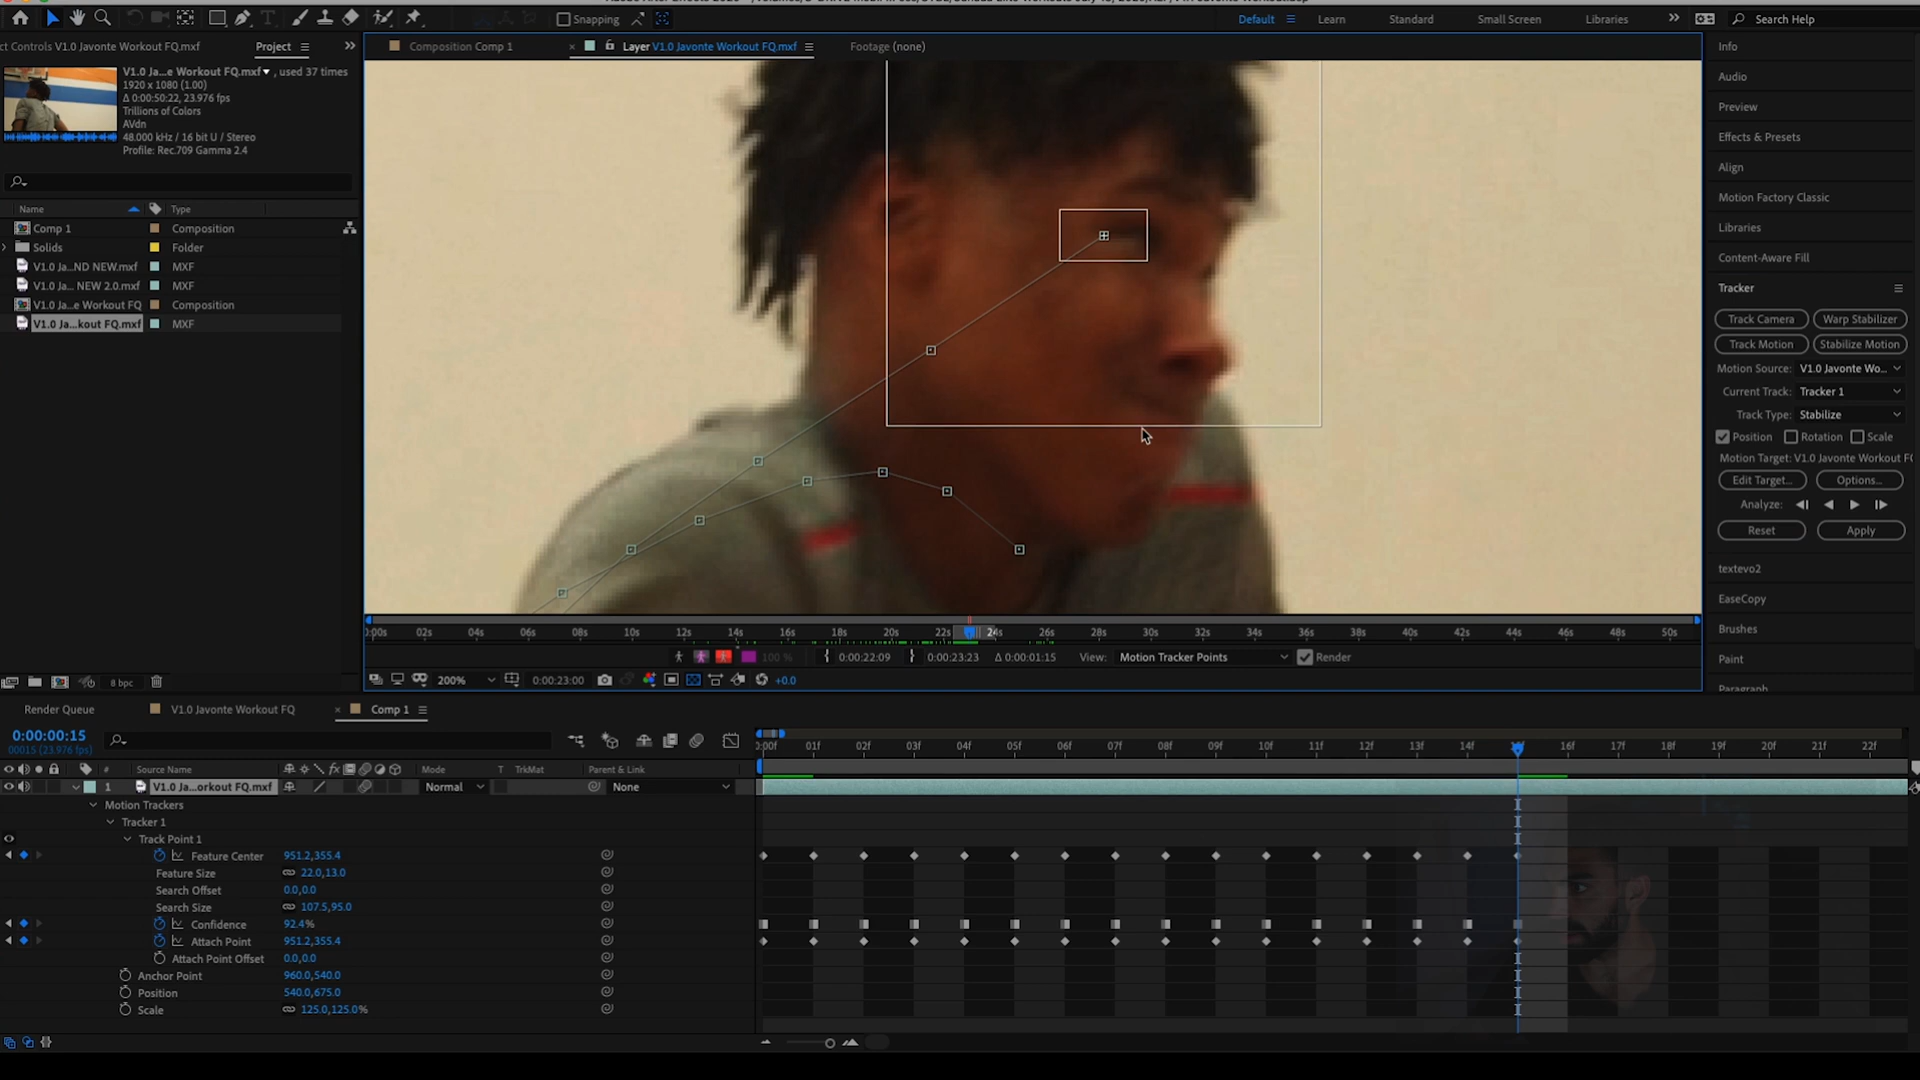 Snapping
Default
Learn
Standard
Small Screen
Libraries
Search Help
ct Controls V1.0 Javonte Workout FQ.mxf
Project
Composition Comp 1
Layer V1.0 Javonte Workout FQ.mxf
Footage (none)
V1.0 Ja...e Workout FQ.mxf , used 37 times
1920 x 1080 (1.00)
Δ 0:00:50:22, 23.976 fps
Trillions of Colors
AVdn
48.000 kHz / 16 bit U / Stereo
Profile: Rec.709 Gamma 2.4
Name
Type
Comp 1
Composition
Solids
Folder
V1.0 Ja...ND NEW.mxf
MXF
V1.0 Ja... NEW 2.0.mxf
MXF
V1.0 Ja...e Workout FQ
Composition
V1.0 Ja...kout FQ.mxf
MXF
8 bpc
Info
Audio
Preview
Effects & Presets
Align
Motion Factory Classic
Libraries
Content-Aware Fill
Tracker
Track Camera
Warp Stabilizer
Track Motion
Stabilize Motion
Motion Source: V1.0 Javonte Wo...
Current Track: Tracker 1
Track Type: Stabilize
Position
Rotation
Scale
Motion Target: V1.0 Javonte Workout F
Edit Target...
Options...
Analyze:
Reset
Apply
textevo2
EaseCopy
Brushes
Paint
Paragraph
:00s 02s 04s 06s 08s 10s 12s 14s 16s 18s 20s 22s 24s 26s 28s 30s 32s 34s 36s 38s 40s 42s 44s 46s 48s 50s
100 %
0:00:22:09
0:00:23:23
Δ 0:00:01:15
View: Motion Tracker Points
Render
200%
0:00:23:00
+0.0
Render Queue
V1.0 Javonte Workout FQ
Comp 1
0:00:00:15
00015 (23.976 fps)
:00f 01f 02f 03f 04f 05f 06f 07f 08f 09f 10f 11f 12f 13f 14f 16f 17f 18f 19f 20f 21f 22f
#
Source Name
Mode
T
TrkMat
Parent & Link
1
V1.0 Ja...orkout FQ.mxf
Normal
None
Motion Trackers
Tracker 1
Track Point 1
Feature Center
951.2,355.4
Feature Size
22.0,13.0
Search Offset
0.0,0.0
Search Size
107.5,95.0
Confidence
92.4%
Attach Point
951.2,355.4
Attach Point Offset
0.0,0.0
Anchor Point
960.0,540.0
Position
540.0,675.0
Scale
125.0,125.0%